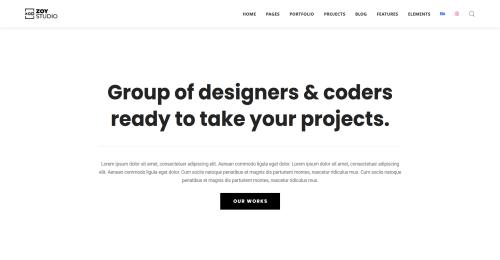 ZOY
STUDIO
HOME PAGES PORTFOLIO PROJECTS BLOG FEATURES ELEMENTS
Group of designers & coders
ready to take your projects.
Lorem ipsum dolor sit amet, consectetuer adipiscing elit. Aenean commodo ligula eget dolor. Lorem ipsum dolor sit amet, consectetuer adipiscing
elit. Aenean commodo ligula eget dolor. Cum sociis natoque penatibus et magnis dis parturient montes, nascetur ridiculus mus. Cum sociis natoque
penatibus et magnis dis parturient montes, nascetur ridiculus mus.
OUR WORKS